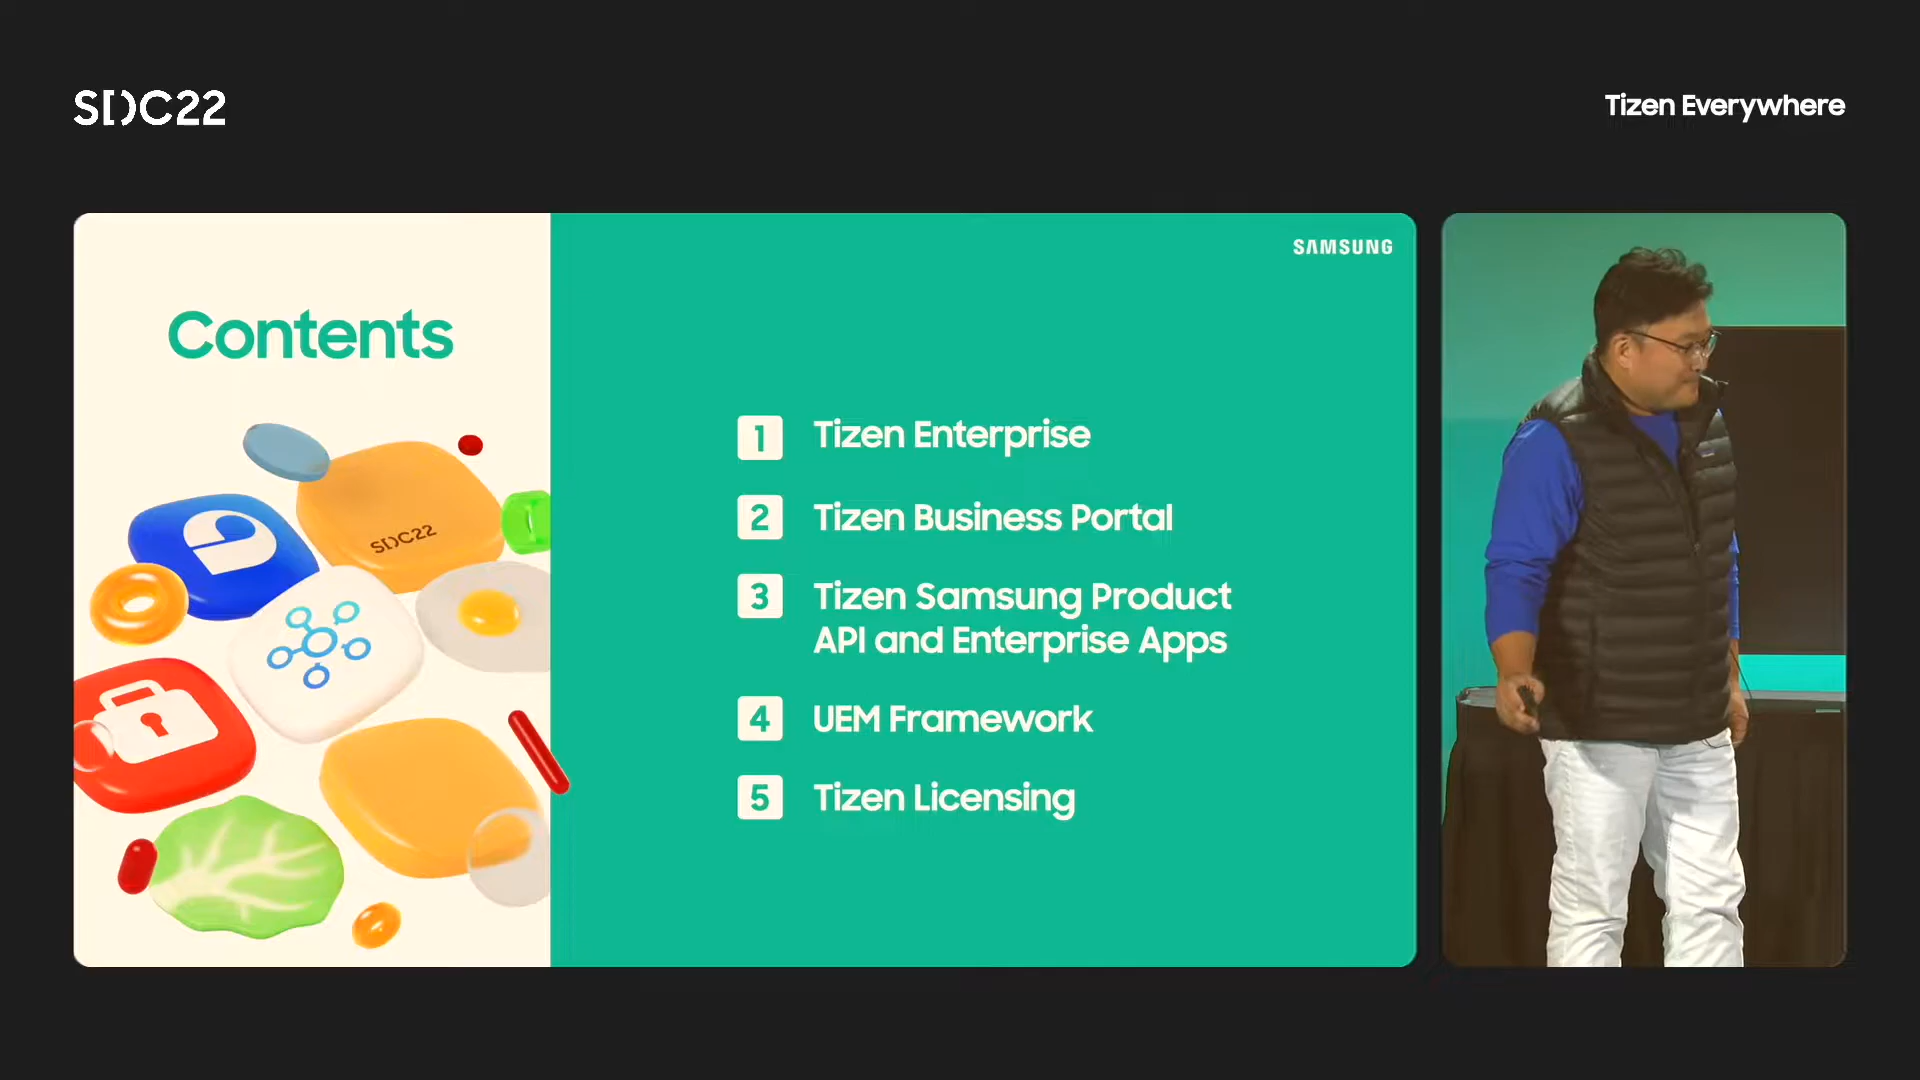 SDC22
Tizen Everywhere
SAMSUNG
Contents
SDC22
1 Tizen Enterprise
2 Tizen Business Portal
3 Tizen Samsung Product
API and Enterprise Apps
4 UEM Framework
5 Tizen Licensing